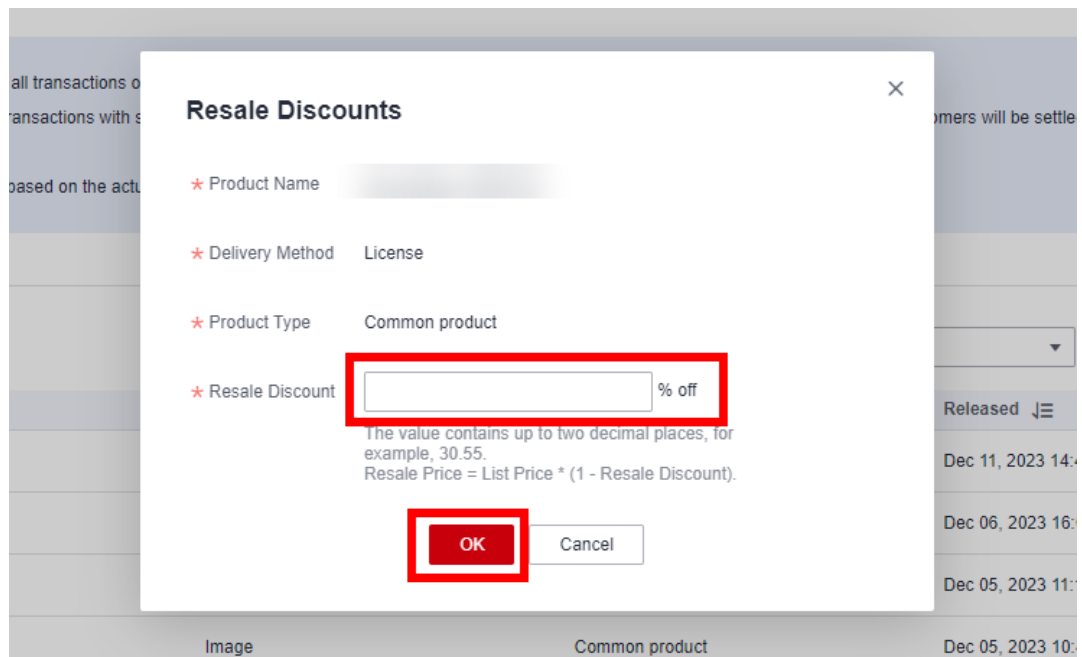 all transactions o
ransactions with s
omers will be settle
based on the actu
Resale Discounts
* Product Name
* Delivery Method License
* Product Type Common product
* Resale Discount % off
The value contains up to two decimal places, for
example, 30.55.
Resale Price = List Price * (1 - Resale Discount).
OK Cancel
Released
Dec 11, 2023 14:4
Dec 06, 2023 16:
Dec 05, 2023 11:
Image Common product Dec 05, 2023 10: